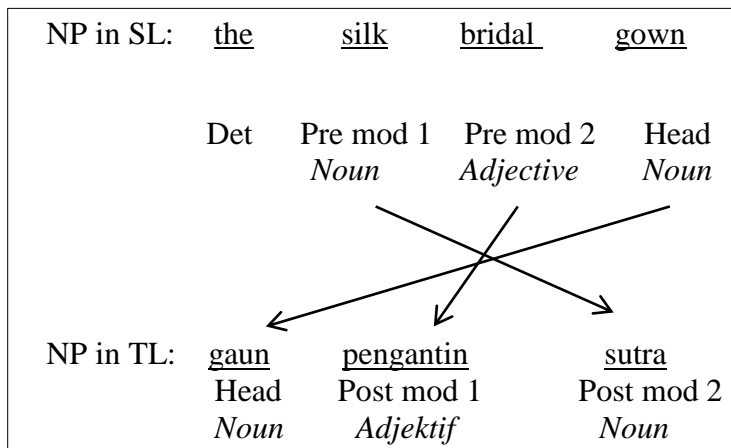 NP in SL: the silk bridal gown
Det Pre mod 1 Pre mod 2 Head
Noun Adjective Noun
NP in TL: gaun pengantin sutra
Head Post mod 1 Post mod 2
Noun Adjektif Noun